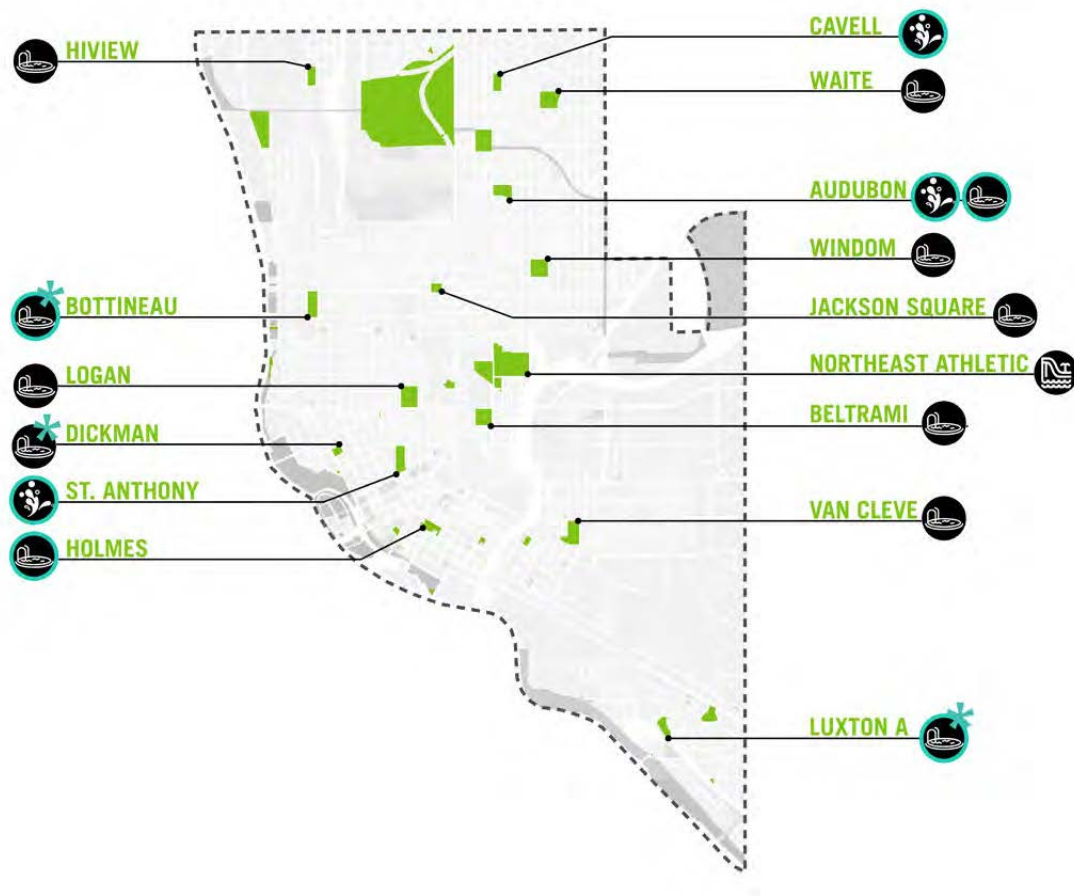 HIVIEW
CAVELL
WAITE
AUDUBON
WINDOM
JACKSON SQUARE
NORTHEAST ATHLETIC
BELTRAMI
VAN CLEVE
LUXTON A
BOTTINEAU
LOGAN
DICKMAN
ST. ANTHONY
HOLMES